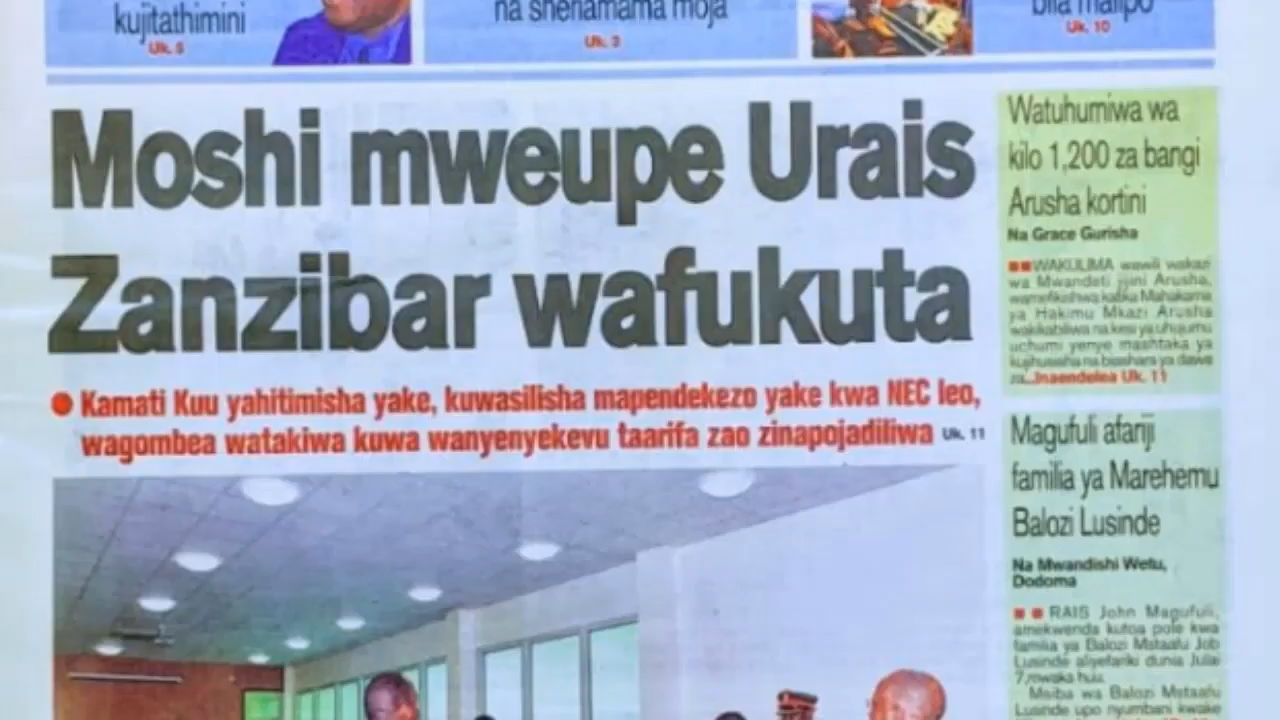 kujitathimini
Uk. 5
na sheriamama moja
Uk. 3
bila malipo
Uk. 10
Moshi mweupe Urais
Zanzibar wafukuta
Kamati Kuu yahitimisha yake, kuwasilisha mapendekezo yake kwa NEC leo,
wagombea watakiwa kuwa wanyenyekevu taarifa zao zinapojadiliwa Uk. 11
Watuhumiwa wa
kilo 1,200 za bangi
Arusha kortini
Na Grace Gurisha
WAKULIMA wawili wakazi
wa Mwandeti jijini Arusha,
wamefikishwa katika Mahakama
ya Hakimu Mkazi Arusha
wakikabiliwa na kesi ya uhujumu
uchumi yenye mashtaka ya
kujihusisha na biashara ya dawa
za...Inaendelea Uk. 11
Magufuli afariji
familia ya Marehemu
Balozi Lusinde
Na Mwandishi Wetu,
Dodoma
RAIS John Magufuli,
amekwenda kutoa pole kwa
familia ya Balozi Mstaafu Job
Lusinde aliyefariki dunia Julai
7, mwaka huu.
Msiba wa Balozi Mstaafu
Lusinde upo nyumbani kwake